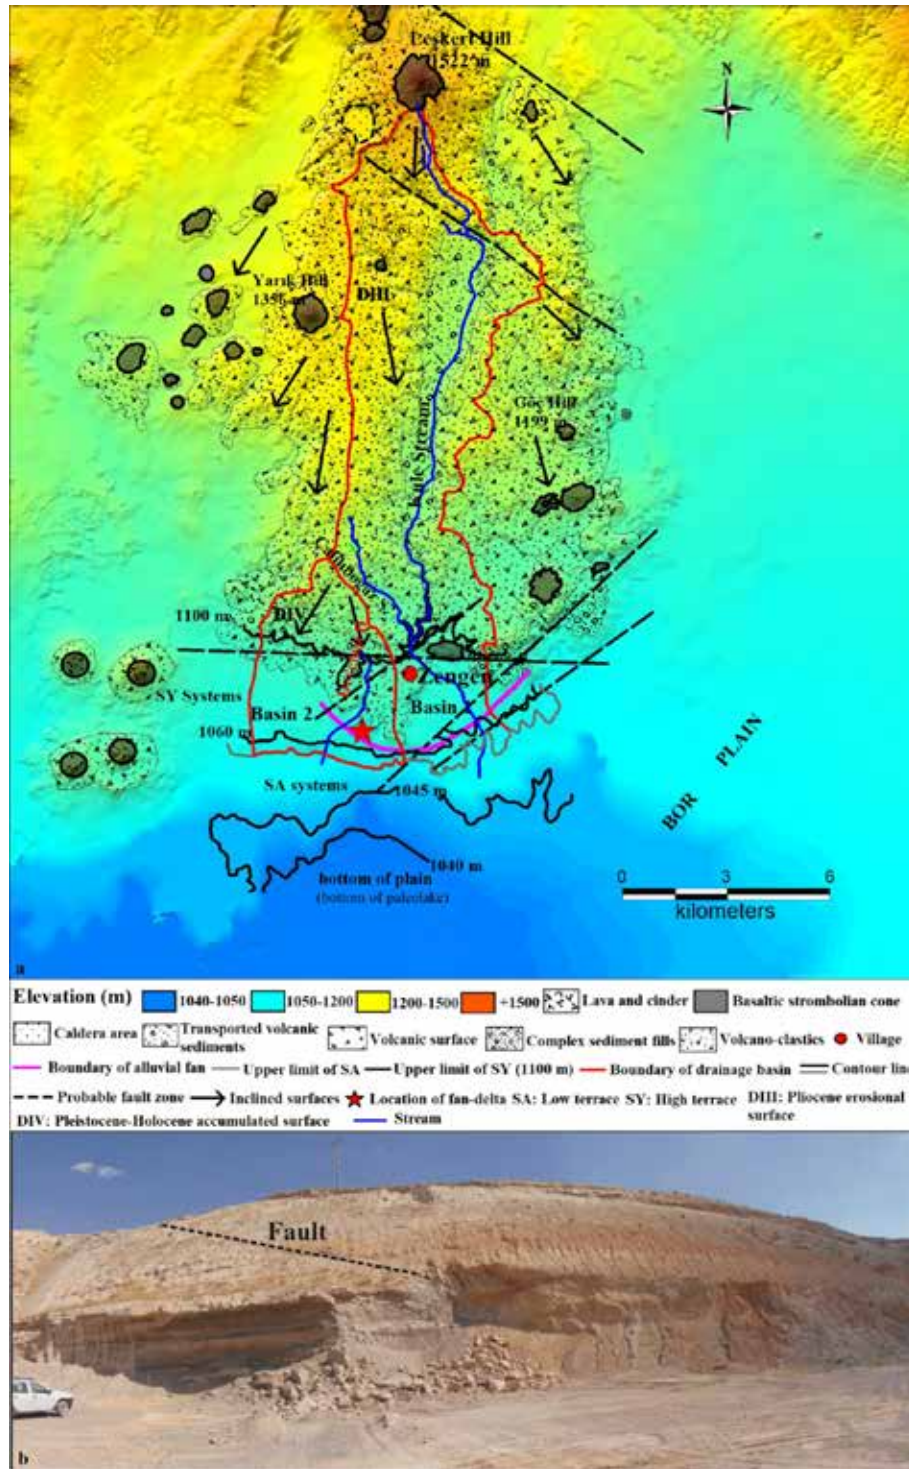 Leskeri Hill
1522 m
N
Yarık Hill
1356 m
DIII
Göç Hill
1199 m
Stream
1100 m
DIV
Zengen
SY Systems
Basin 2
Basin
1060 m
SA systems
1045 m
BOR PLAIN
1040 m
bottom of plain
(bottom of paleolake)
0 3 6
kilometers
a
Elevation (m) 1040-1050 1050-1200 1200-1500 +1500 Lava and cinder Basaltic strombolian cone
Caldera area Transported volcanic sediments Volcanic surface Complex sediment fills Volcano-clastics Village
Boundary of alluvial fan Upper limit of SA Upper limit of SY (1100 m) Boundary of drainage basin Contour line
Probable fault zone Inclined surfaces Location of fan-delta SA: Low terrace SY: High terrace DIII: Pliocene erosional surface
DIV: Pleistocene-Holocene accumulated surface Stream
Fault
b